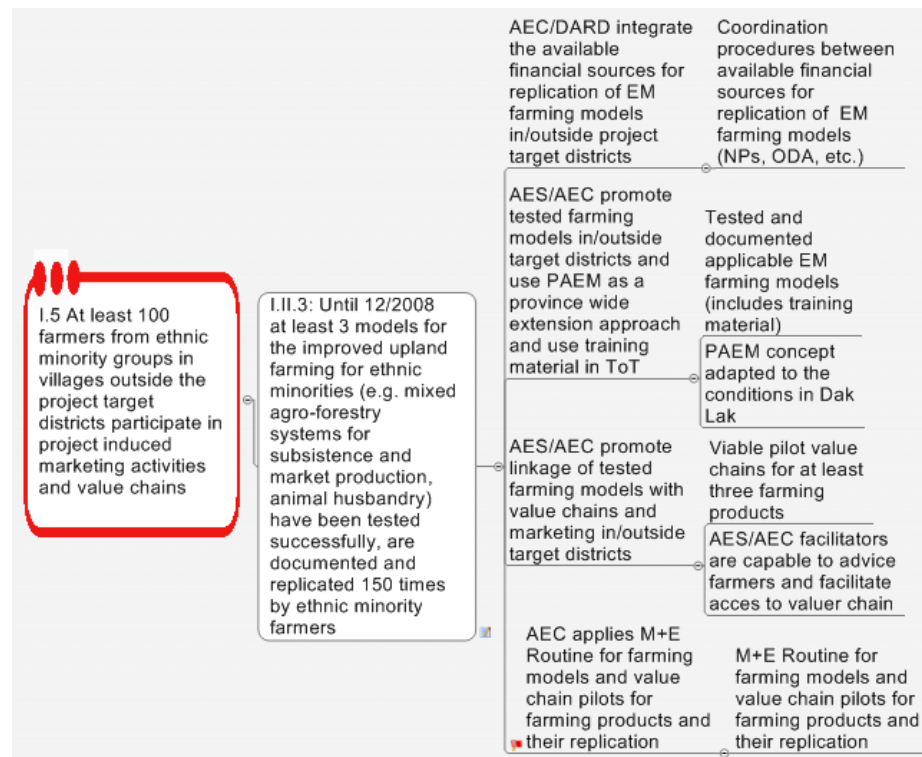 I.5 At least 100
farmers from ethnic
minority groups in
villages outside the
project target
districts participate in
project induced
marketing activities
and value chains
I.II.3: Until 12/2008
at least 3 models for
the improved upland
farming for ethnic
minorities (e.g. mixed
agro-forestry
systems for
subsistence and
market production,
animal husbandry)
have been tested
successfully, are
documented and
replicated 150 times
by ethnic minority
farmers
AEC/DARD integrate
the available
financial sources for
replication of EM
farming models
in/outside project
target districts
Coordination
procedures between
available financial
sources for
replication of EM
farming models
(NPs, ODA, etc.)
AES/AEC promote
tested farming
models in/outside
target districts and
use PAEM as a
province wide
extension approach
and use training
material in ToT
Tested and
documented
applicable EM
farming models
(includes training
material)
PAEM concept
adapted to the
conditions in Dak
Lak
AES/AEC promote
linkage of tested
farming models with
value chains and
marketing in/outside
target districts
Viable pilot value
chains for at least
three farming
products
AES/AEC facilitators
are capable to advice
farmers and facilitate
acces to valuer chain
AEC applies M+E
Routine for farming
models and value
chain pilots for
farming products and
their replication
M+E Routine for
farming models and
value chain pilots for
farming products and
their replication